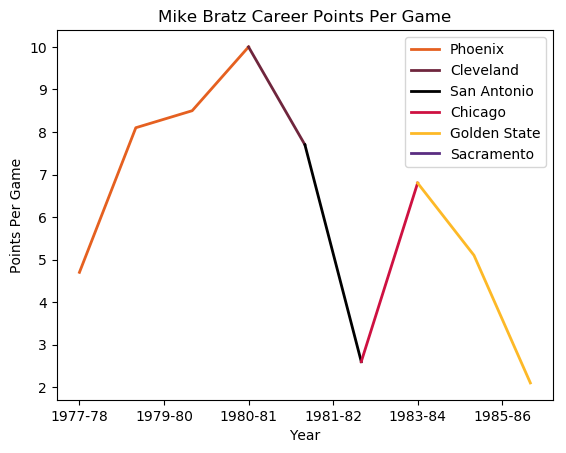 Mike Bratz Career Points Per Game
10
9
8
7
6
5
4
3
2
Points Per Game
Phoenix
Cleveland
San Antonio
Chicago
Golden State
Sacramento
1977-78 1979-80 1980-81 1981-82 1983-84 1985-86
Year